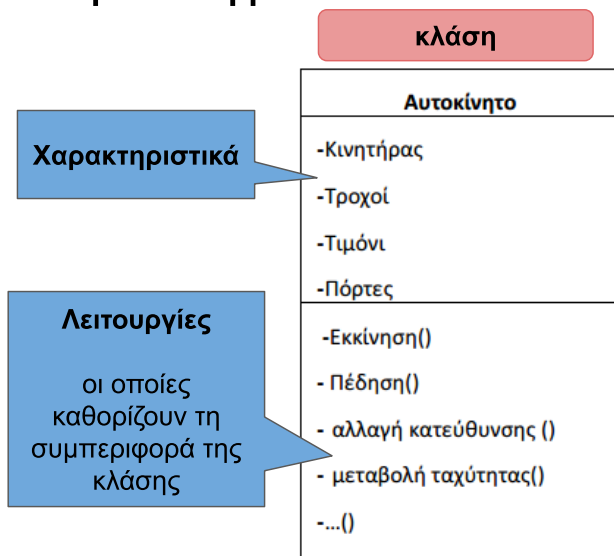 κλάση
Αυτοκίνητο
Χαρακτηριστικά
-Κινητήρας
-Τροχοί
-Τιμόνι
-Πόρτες
Λειτουργίες
οι οποίες
καθορίζουν τη
συμπεριφορά της
κλάσης
-Εκκίνηση()
- Πέδηση()
- αλλαγή κατεύθυνσης ()
- μεταβολή ταχύτητας()
-...()